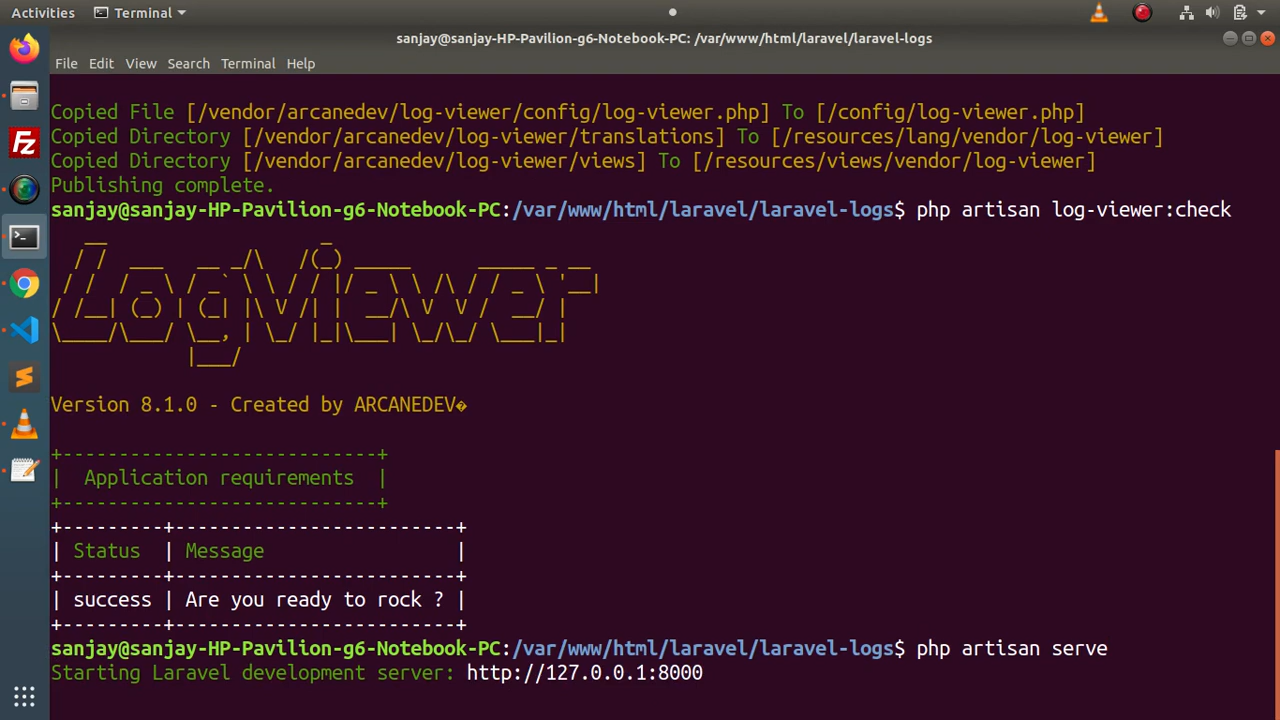 Activities Terminal
sanjay@sanjay-HP-Pavilion-g6-Notebook-PC: /var/www/html/laravel/laravel-logs
File Edit View Search Terminal Help
Copied File [/vendor/arcanedev/log-viewer/config/log-viewer.php] To [/config/log-viewer.php]
Copied Directory [/vendor/arcanedev/log-viewer/translations] To [/resources/lang/vendor/log-viewer]
Copied Directory [/vendor/arcanedev/log-viewer/views] To [/resources/views/vendor/log-viewer]
Publishing complete.
sanjay@sanjay-HP-Pavilion-g6-Notebook-PC:/var/www/html/laravel/laravel-logs$ php artisan log-viewer:check
LogViewer
Version 8.1.0 - Created by ARCANEDEV�
+----------------------------+
| Application requirements |
+----------------------------+
+---------+-------------------------+
| Status | Message |
+---------+-------------------------+
| success | Are you ready to rock ? |
+---------+-------------------------+
sanjay@sanjay-HP-Pavilion-g6-Notebook-PC:/var/www/html/laravel/laravel-logs$ php artisan serve
Starting Laravel development server: http://127.0.0.1:8000